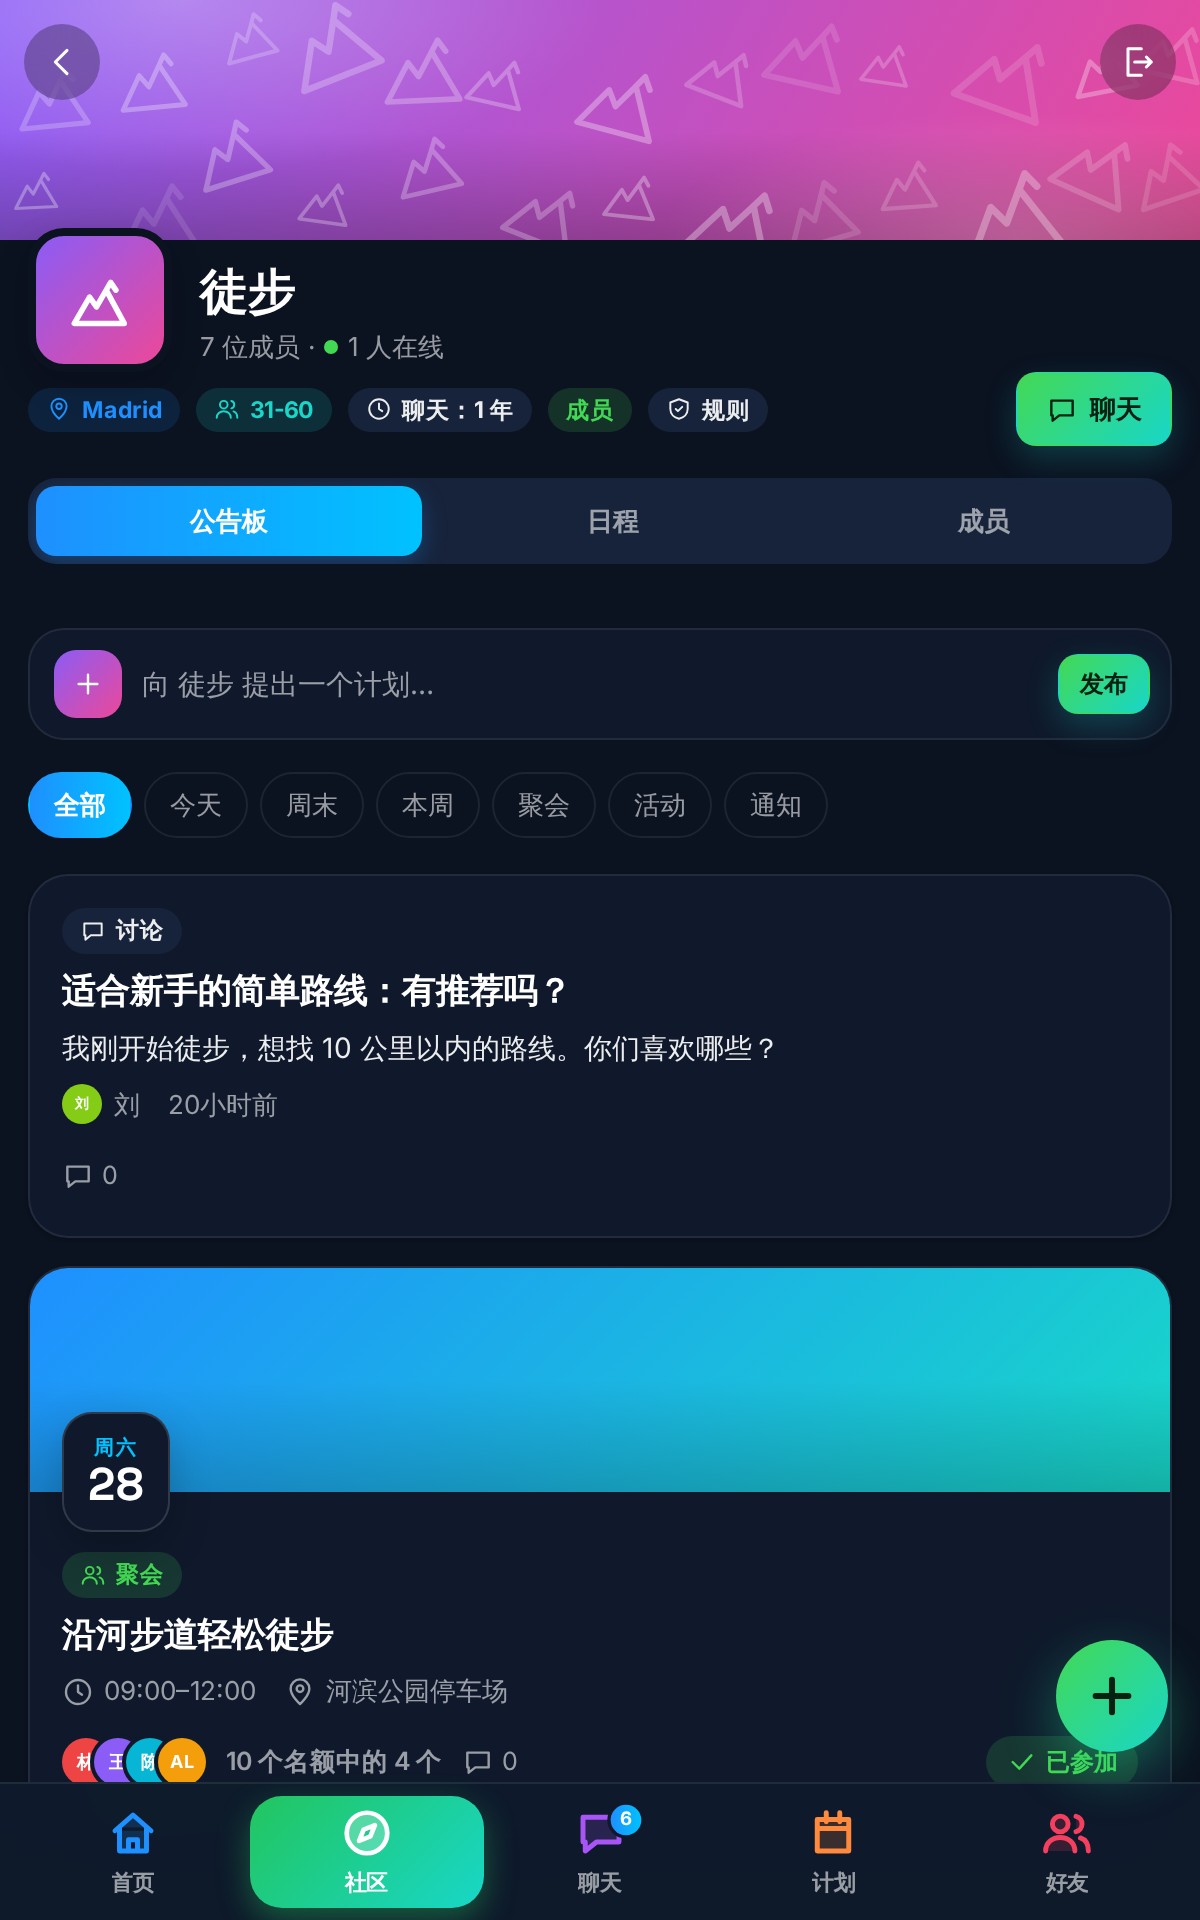 徒步
7 位成员 · 1 人在线
Madrid 31-60 聊天：1 年 成员 规则 聊天
公告板 日程 成员
向 徒步 提出一个计划... 发布
全部 今天 周末 本周 聚会 活动 通知
讨论
适合新手的简单路线：有推荐吗？
我刚开始徒步，想找 10 公里以内的路线。你们喜欢哪些？
刘 刘 20小时前
0
周六
28
聚会
沿河步道轻松徒步
09:00–12:00 河滨公园停车场
林 王 陈 AL 10 个名额中的 4 个 0 已参加
6
首页 社区 聊天 计划 好友